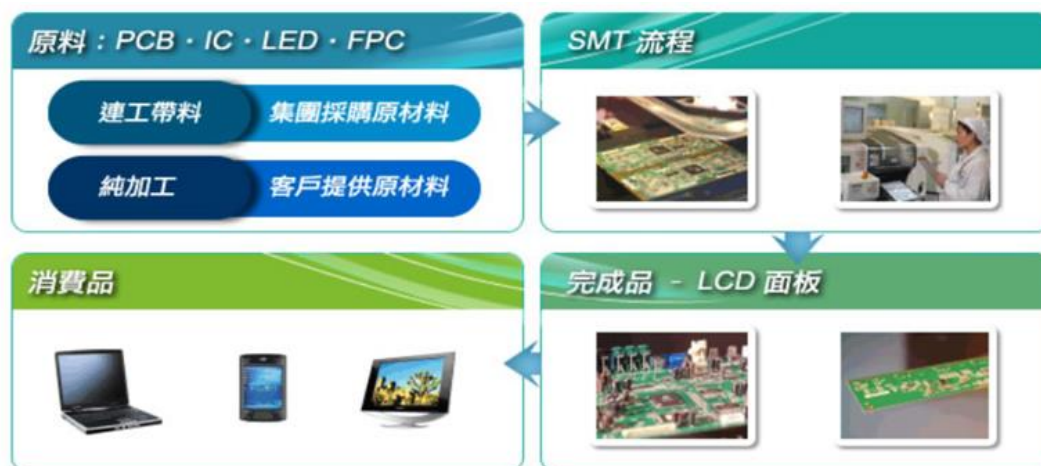 原料：PCB · IC · LED · FPC
連工帶料 集團採購原材料
純加工 客戶提供原材料
SMT 流程
完成品 - LCD 面板
消費品